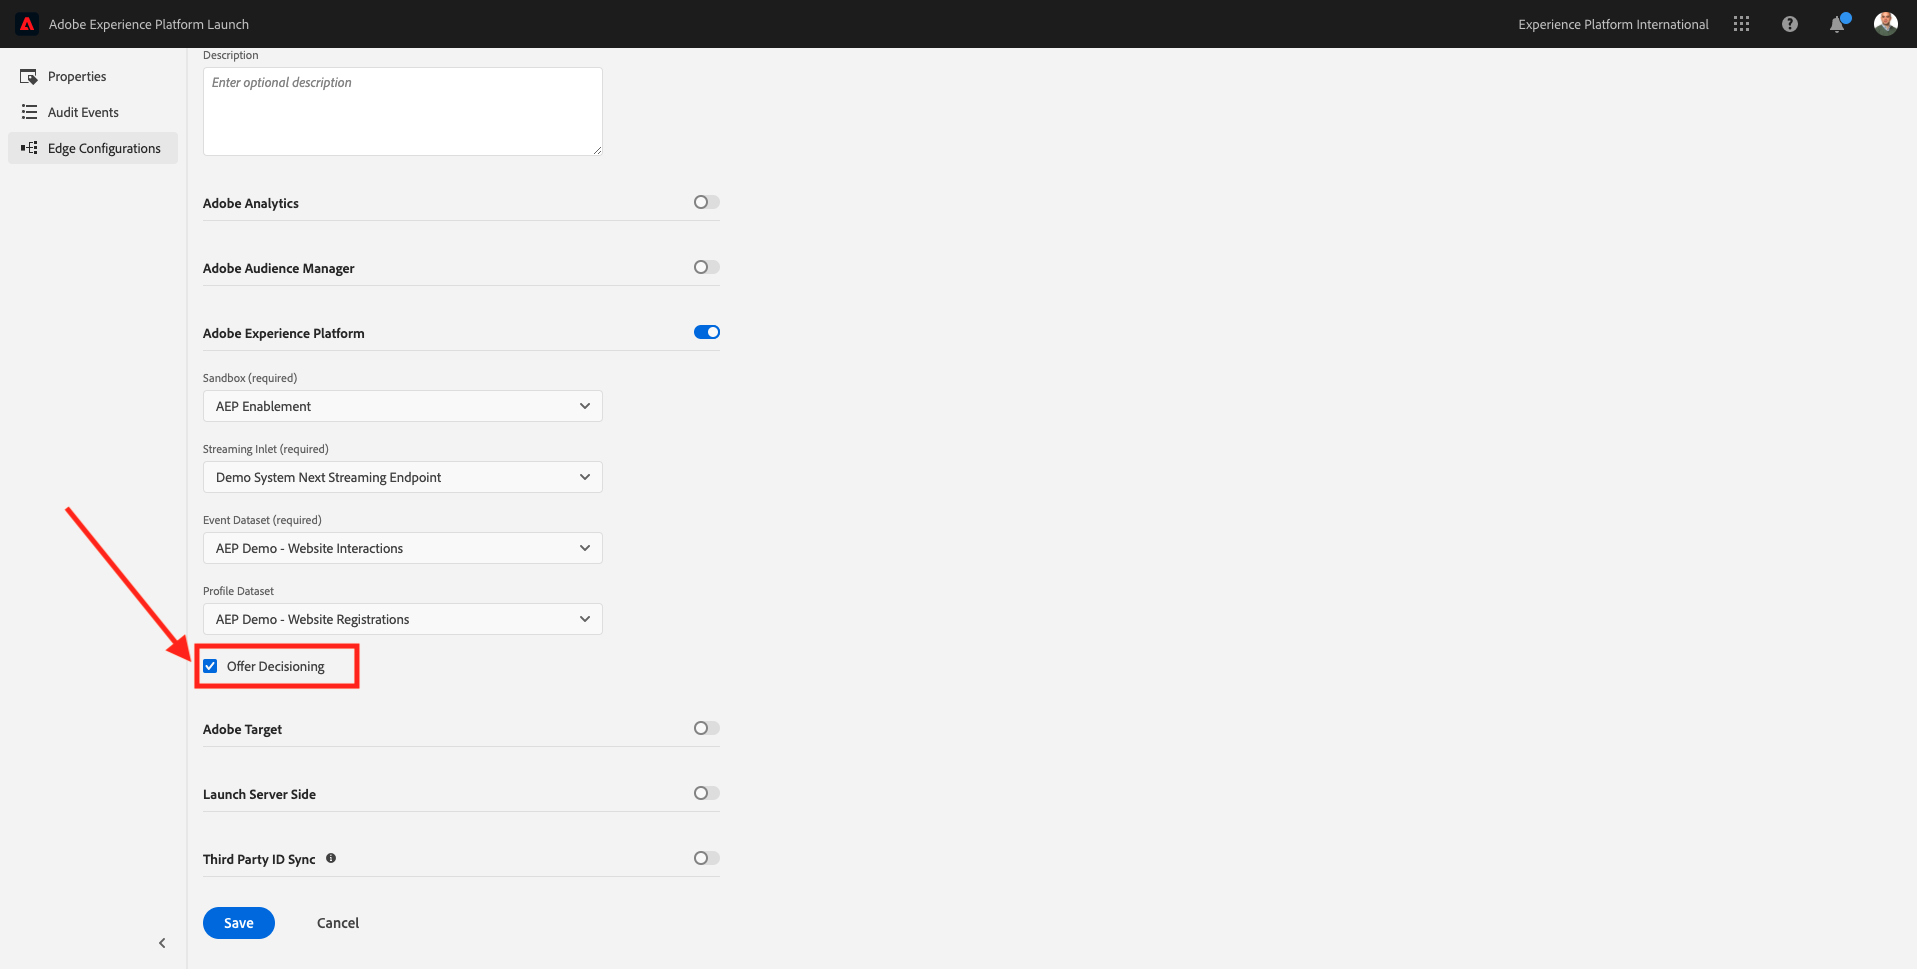 Adobe Experience Platform Launch
Experience Platform International
Properties
Audit Events
Edge Configurations
Description
Enter optional description
Adobe Analytics
Adobe Audience Manager
Adobe Experience Platform
Sandbox (required)
AEP Enablement
Streaming Inlet (required)
Demo System Next Streaming Endpoint
Event Dataset (required)
AEP Demo - Website Interactions
Profile Dataset
AEP Demo - Website Registrations
Offer Decisioning
Adobe Target
Launch Server Side
Third Party ID Sync
Save
Cancel